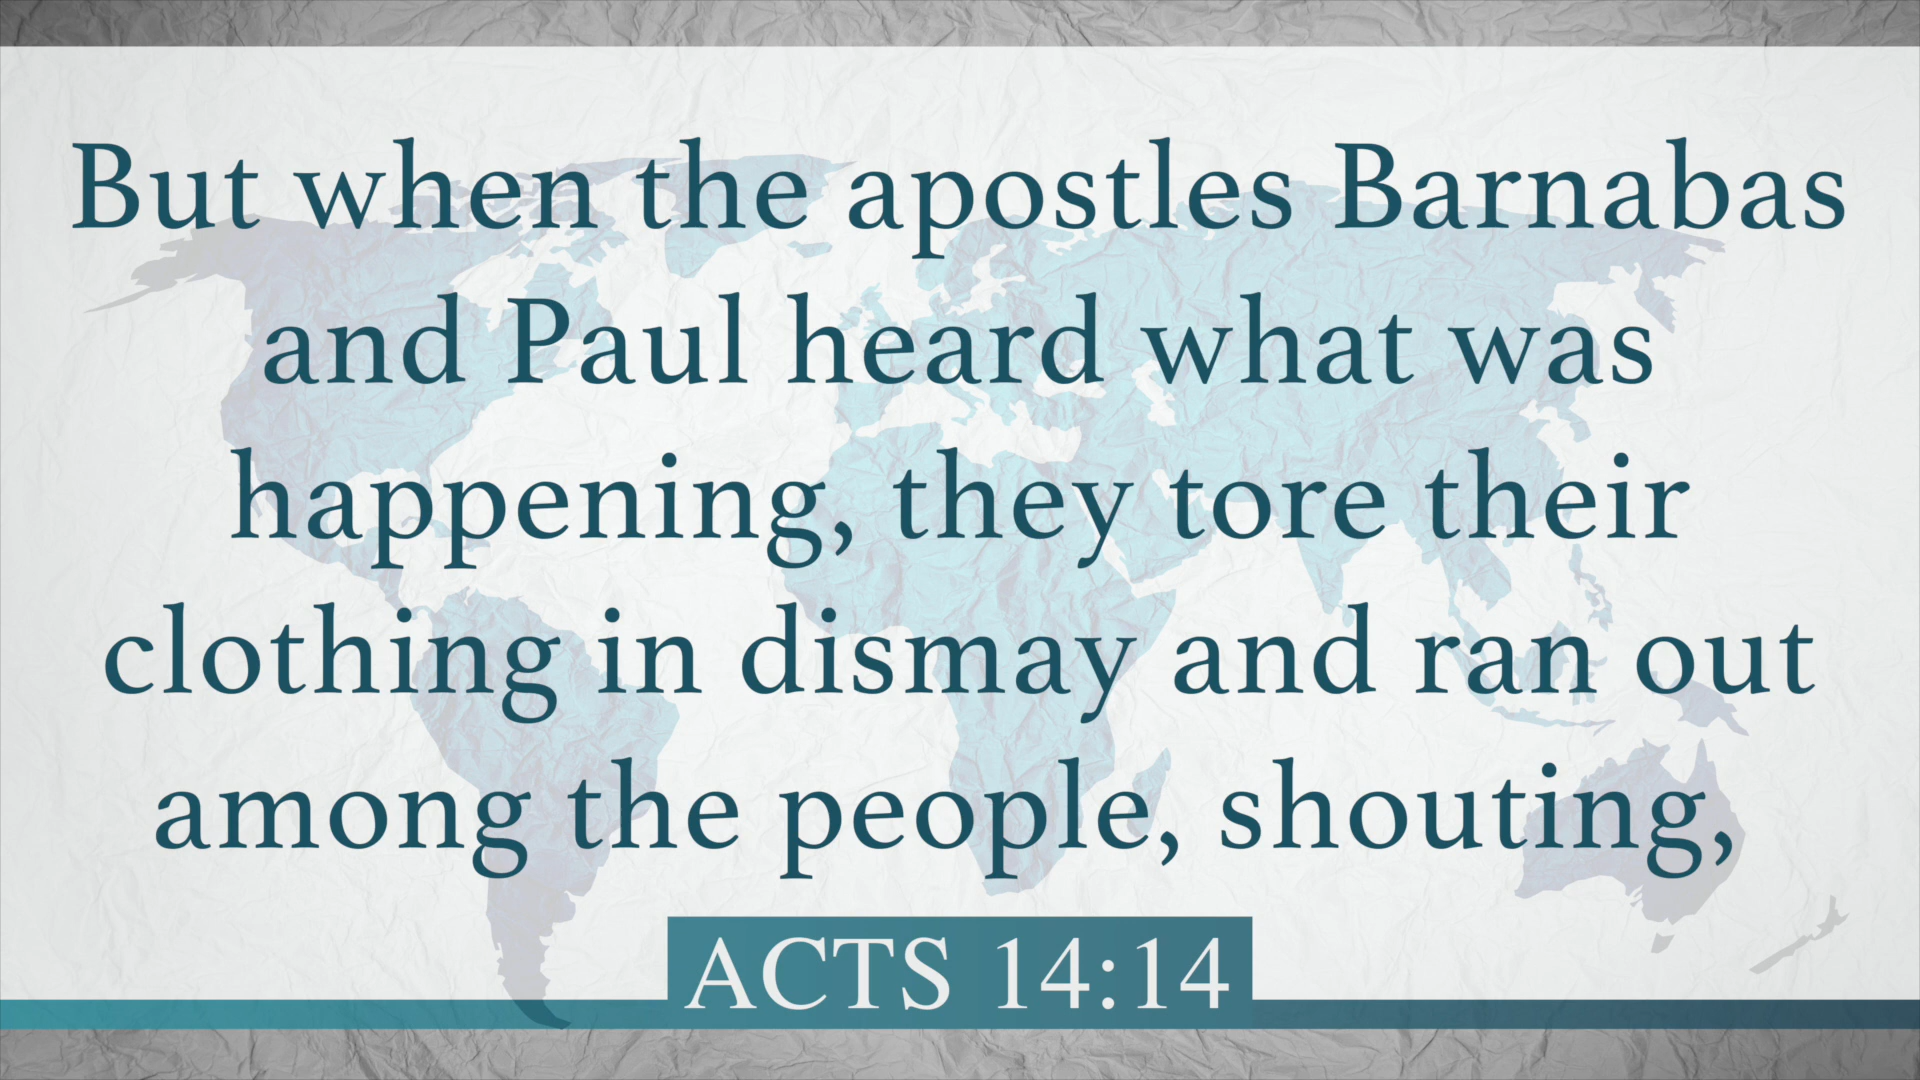 But when the apostles Barnabas
and Paul heard what was
happening, they tore their
clothing in dismay and ran out
among the people, shouting,
ACTS 14:14